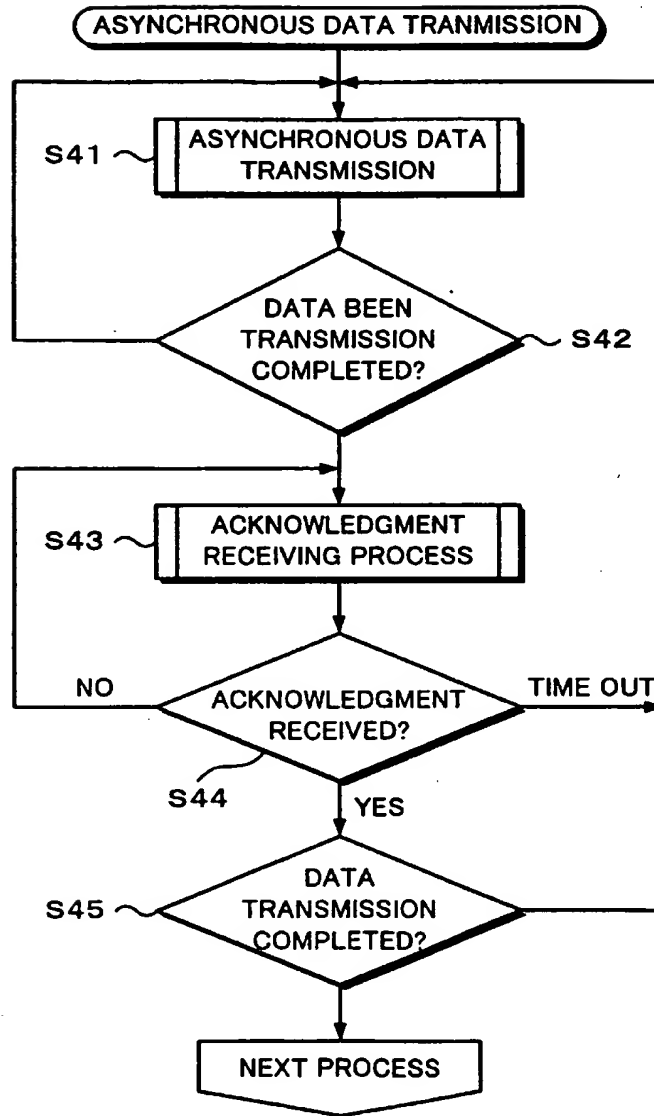 ASYNCHRONOUS DATA TRANMISSION
S41
ASYNCHRONOUS DATA
TRANSMISSION
DATA BEEN
TRANSMISSION
COMPLETED?
S42
S43
ACKNOWLEDGMENT
RECEIVING PROCESS
NO
ACKNOWLEDGMENT
RECEIVED?
TIME OUT
S44
YES
S45
DATA
TRANSMISSION
COMPLETED?
NEXT PROCESS